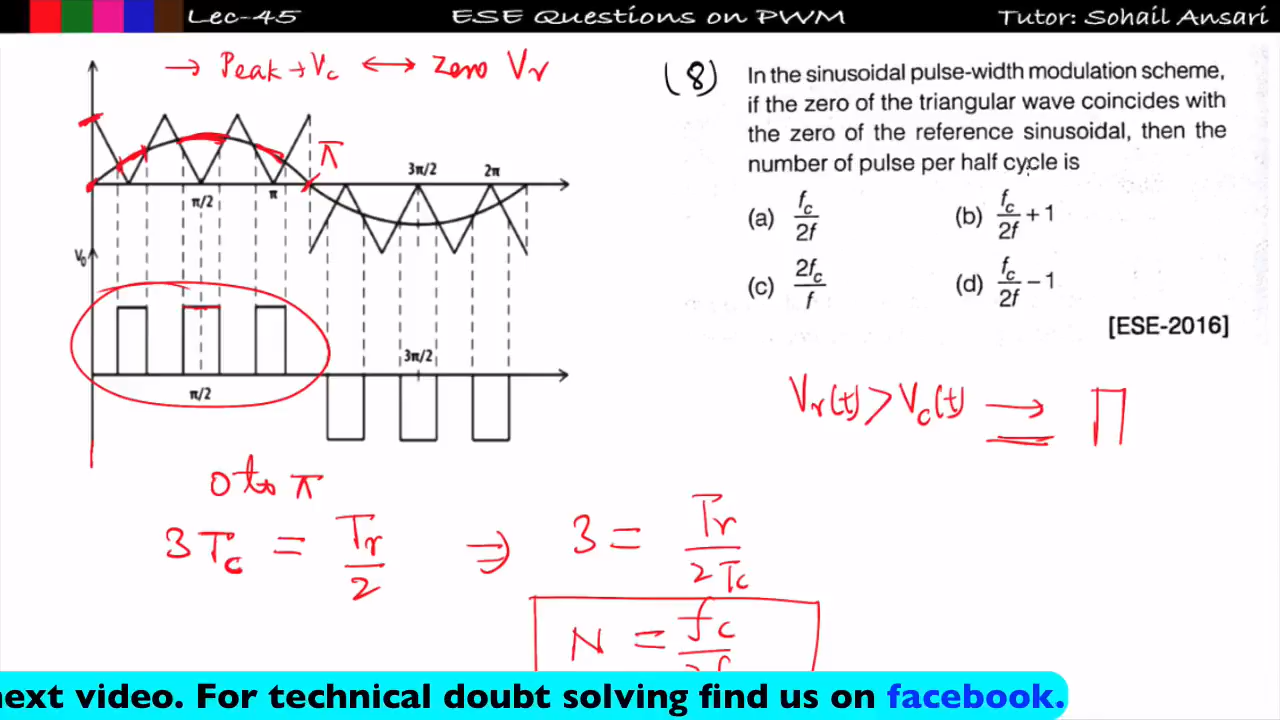 Lec-45 ESE Questions on PWM Tutor: Sohail Ansari
→ Peak → Vc ↔ Zero Vr
π
3π/2 2π
π/2 π
V0
3π/2
π/2
0 to π
3Tc = Tr/2 ⇒ 3 = Tr/2Tc
N = fc/2f
(8) In the sinusoidal pulse-width modulation scheme,
if the zero of the triangular wave coincides with
the zero of the reference sinusoidal, then the
number of pulse per half cycle is
(a) fc/2f (b) fc/2f + 1
(c) 2fc/f (d) fc/2f − 1
[ESE-2016]
Vr(t) > Vc(t) →
next video. For technical doubt solving find us on facebook.